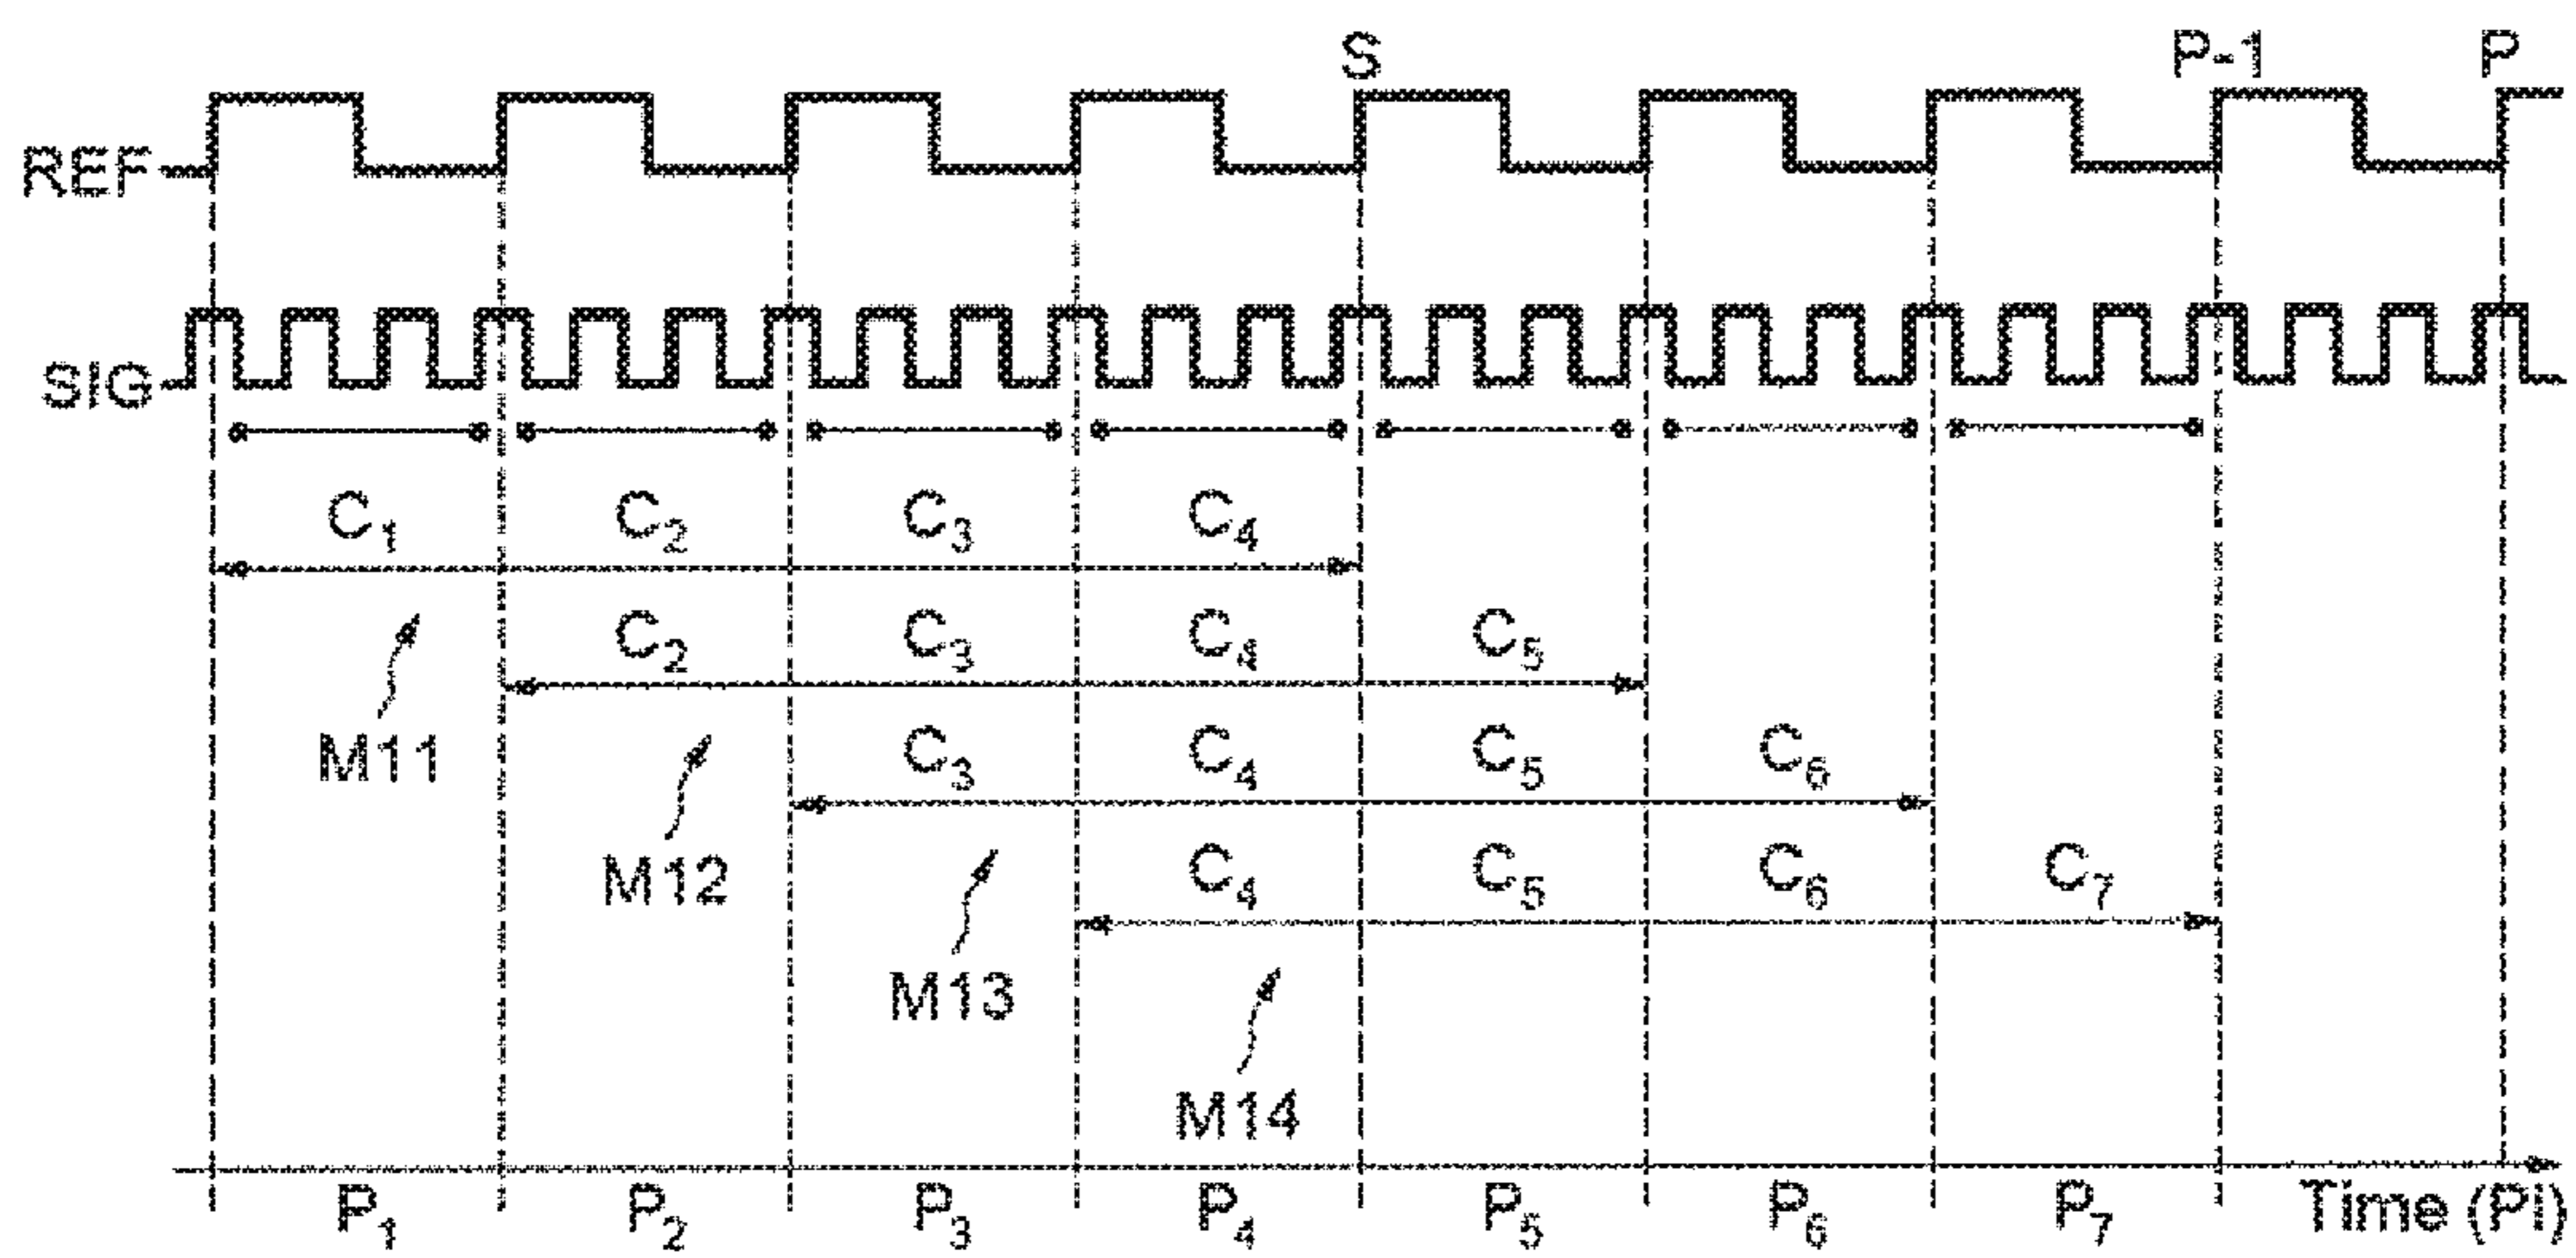 S P-1 P
REF
SIG
C1 C2 C3 C4
C2 C3 C4 C5
M11 C3 C4 C5 C6
M12 C4 C5 C6 C7
M13
M14
P1 P2 P3 P4 P5 P6 P7 Time (Pi)